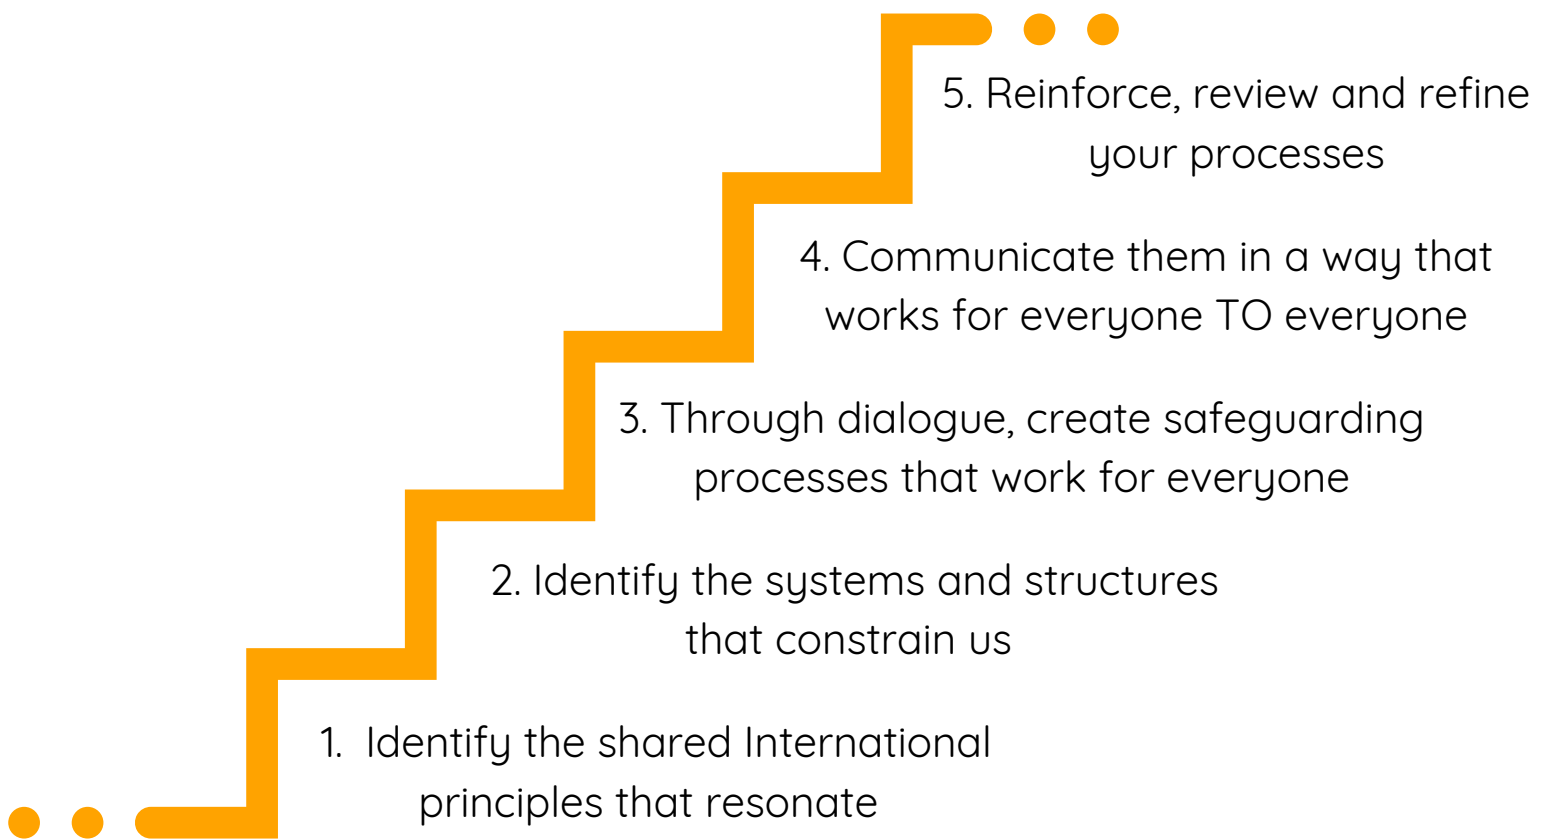 5. Reinforce, review and refine
your processes
4. Communicate them in a way that
works for everyone TO everyone
3. Through dialogue, create safeguarding
processes that work for everyone
2. Identify the systems and structures
that constrain us
1. Identify the shared International
principles that resonate